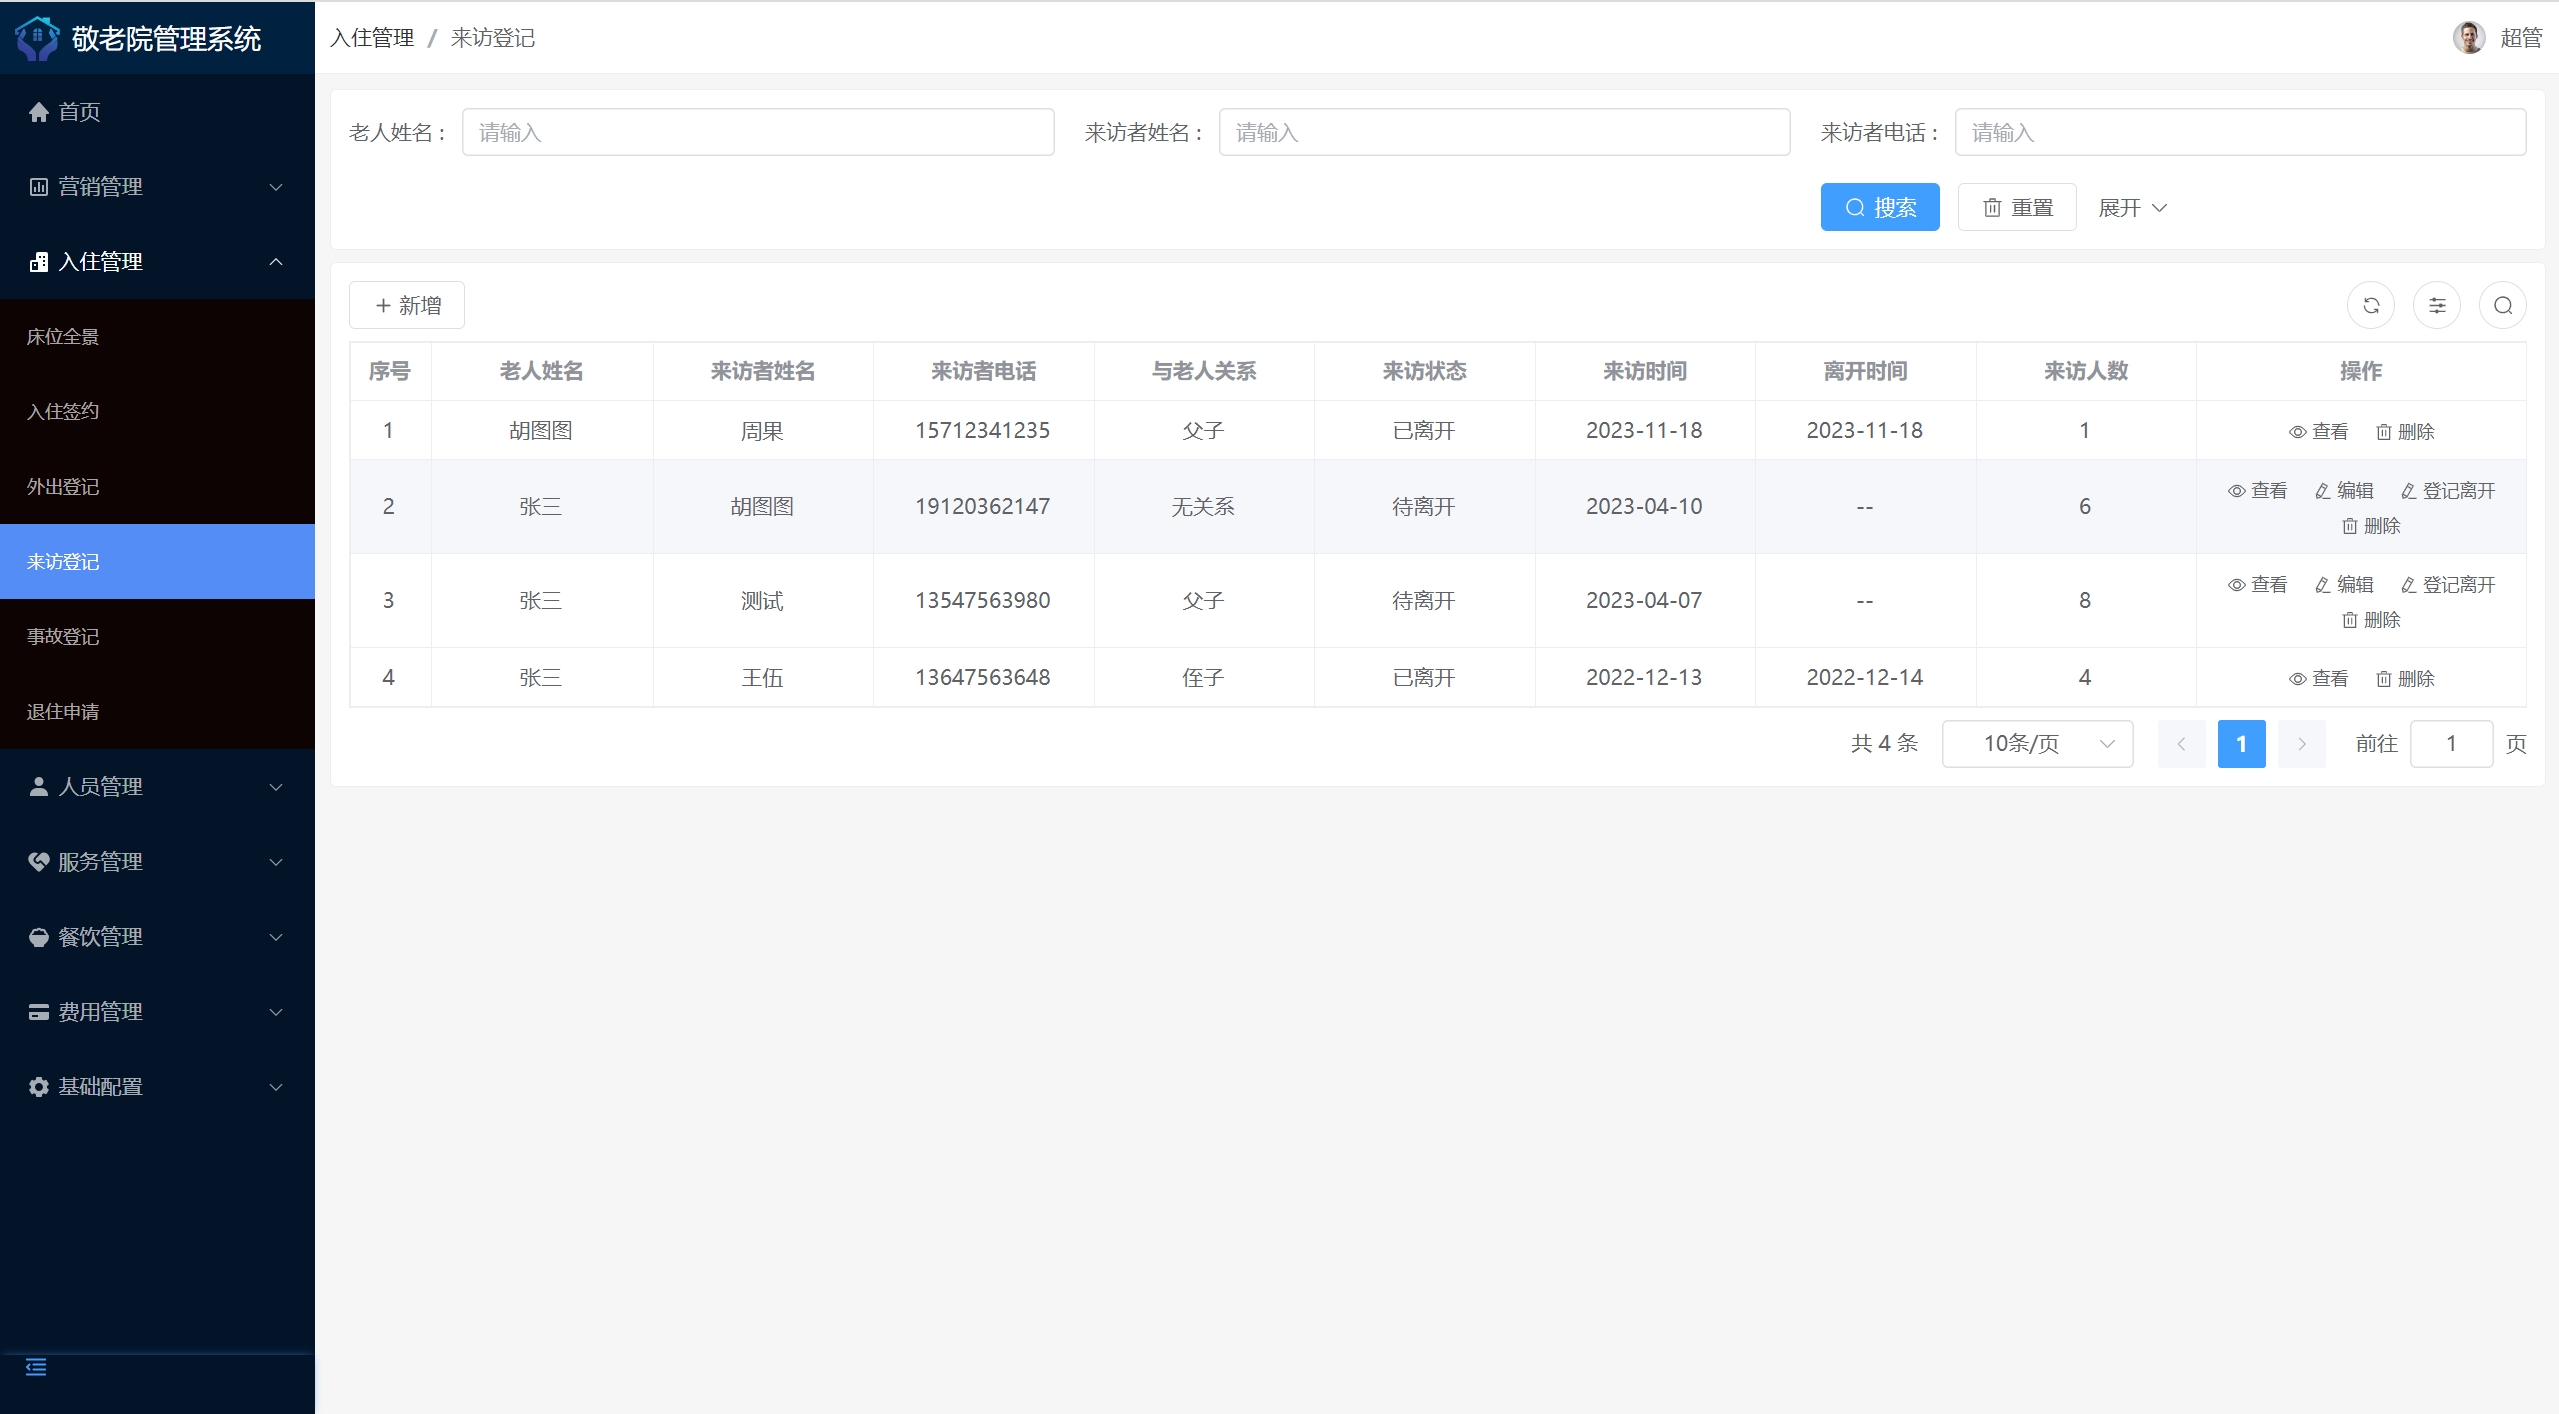 敬老院管理系统
入住管理 / 来访登记
超管
首页
营销管理
入住管理
床位全景
入住签约
外出登记
来访登记
事故登记
退住申请
人员管理
服务管理
餐饮管理
费用管理
基础配置
老人姓名： 请输入 来访者姓名： 请输入 来访者电话： 请输入
搜索 重置 展开
新增
序号 老人姓名 来访者姓名 来访者电话 与老人关系 来访状态 来访时间 离开时间 来访人数 操作
1 胡图图 周果 15712341235 父子 已离开 2023-11-18 2023-11-18 1 查看 删除
2 张三 胡图图 19120362147 无关系 待离开 2023-04-10 -- 6 查看 编辑 登记离开
删除
3 张三 测试 13547563980 父子 待离开 2023-04-07 -- 8 查看 编辑 登记离开
删除
4 张三 王伍 13647563648 侄子 已离开 2022-12-13 2022-12-14 4 查看 删除
共 4 条 10条/页 1 前往 1 页